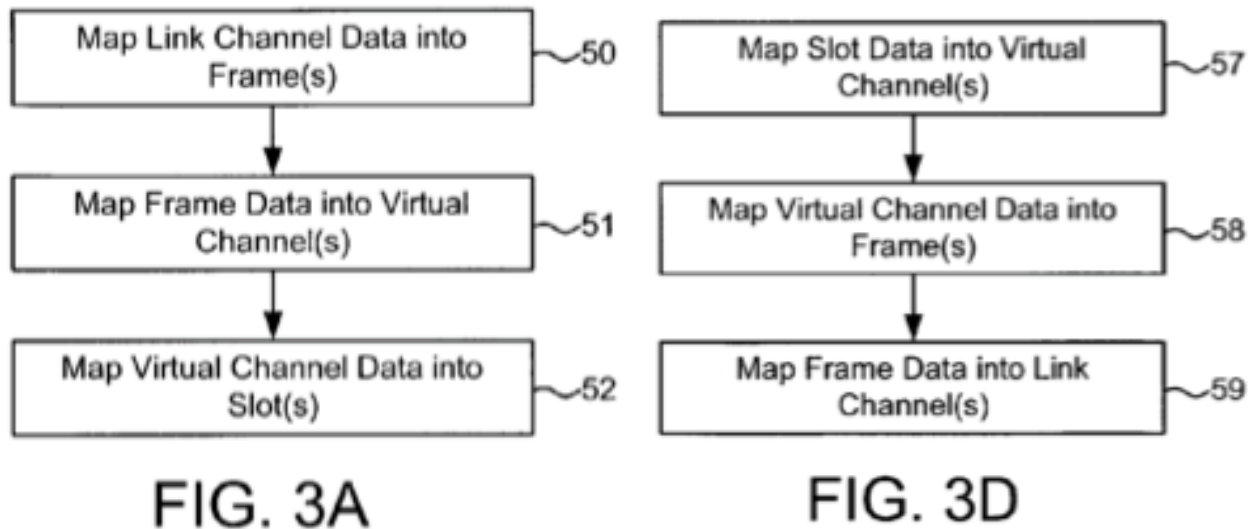 Map Link Channel Data into
Frame(s)
50
Map Frame Data into Virtual
Channel(s)
51
Map Virtual Channel Data into
Slot(s)
52
FIG. 3A
Map Slot Data into Virtual
Channel(s)
57
Map Virtual Channel Data into
Frame(s)
58
Map Frame Data into Link
Channel(s)
59
FIG. 3D